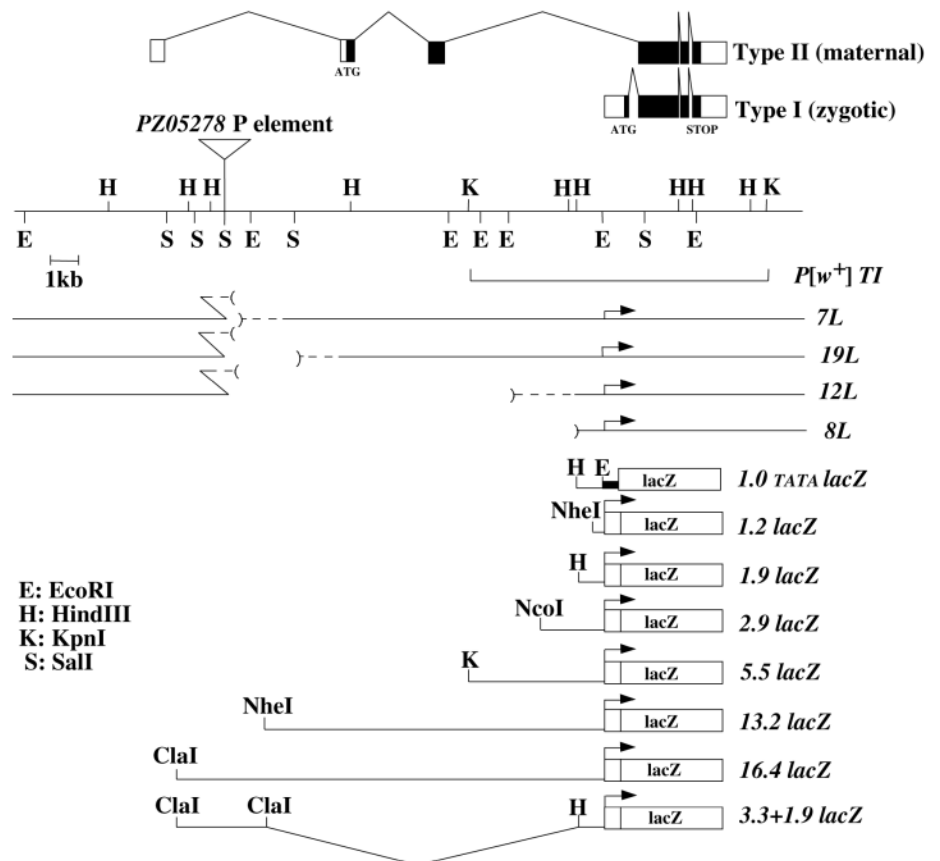 Type II (maternal)
ATG
Type I (zygotic)
ATG STOP
PZ05278 P element
H H H H K H H H H H K
E S S S E S E E E E S E
1kb
P[w+] TI
7L
19L
12L
8L
H E lacZ 1.0 TATA lacZ
NheI lacZ 1.2 lacZ
H lacZ 1.9 lacZ
NcoI lacZ 2.9 lacZ
K lacZ 5.5 lacZ
NheI lacZ 13.2 lacZ
ClaI lacZ 16.4 lacZ
ClaI ClaI H lacZ 3.3+1.9 lacZ
E: EcoRI
H: HindIII
K: KpnI
S: SalI